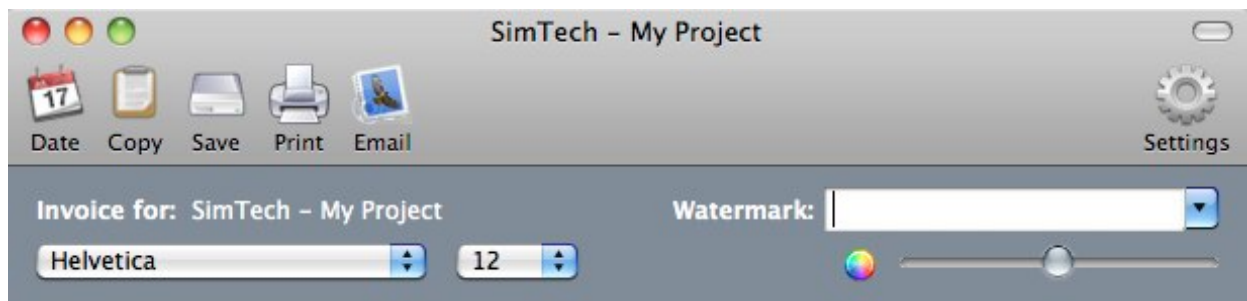 SimTech – My Project
17
Date Copy Save Print Email Settings
Invoice for: SimTech – My Project Watermark:
Helvetica 12